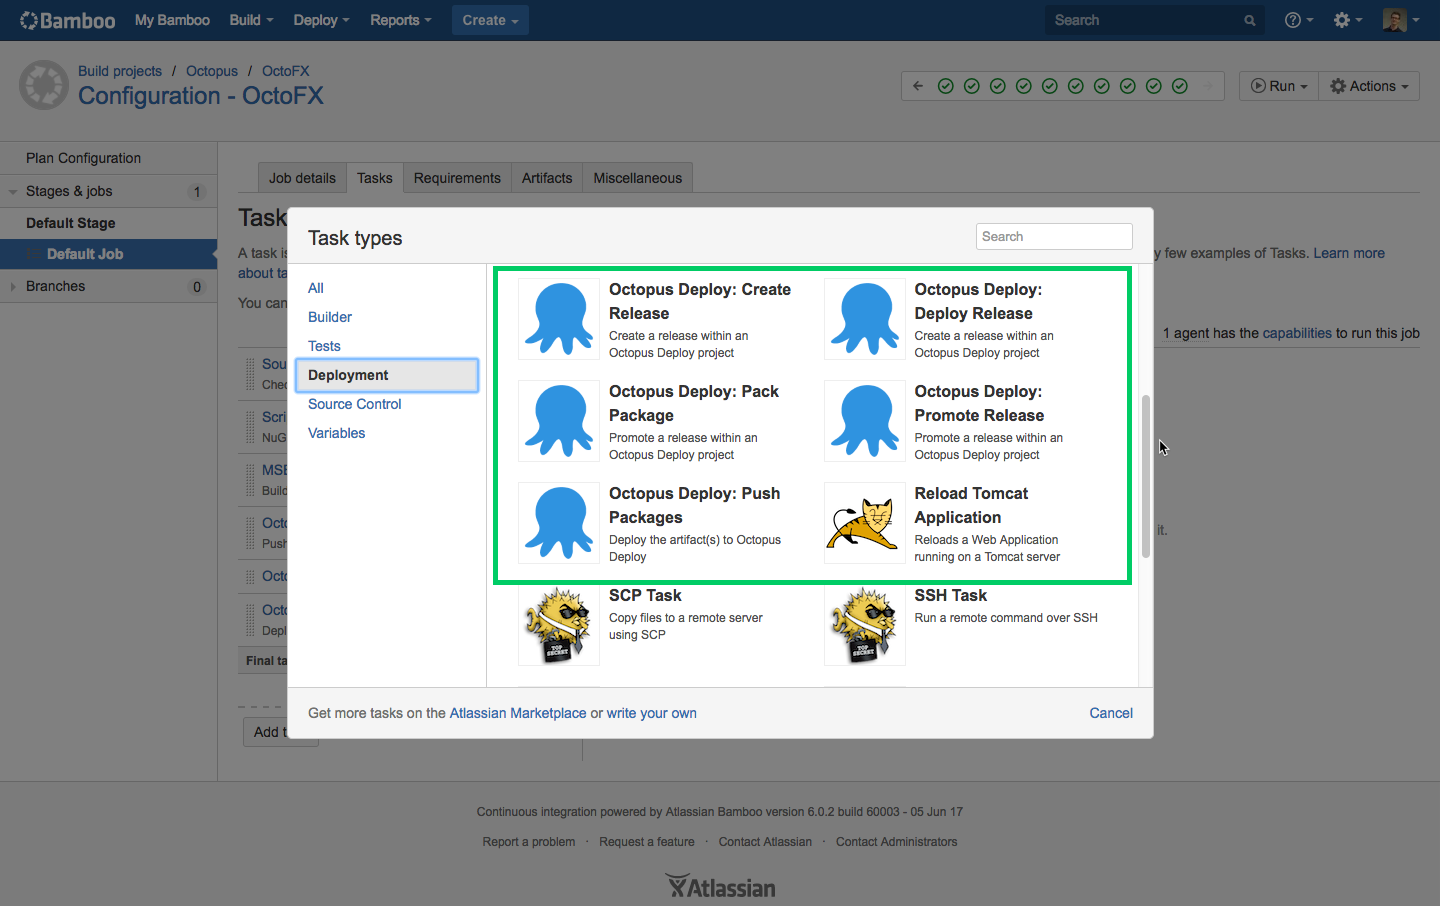 Bamboo My Bamboo Build Deploy Reports Create Search
Build projects / Octopus / OctoFX
Configuration - OctoFX
Run Actions
Plan Configuration
Stages & jobs 1
Default Stage
Default Job
Branches 0
Job details Tasks Requirements Artifacts Miscellaneous
Task
A task is
y few examples of Tasks. Learn more
about ta
You can
1 agent has the capabilities to run this job
Sou
Chec
Scri
NuG
MSB
Build
Octo
Push
Octo
Octo
Depl
Final ta
Add t
it.
Task types
Search
All
Builder
Tests
Deployment
Source Control
Variables
Octopus Deploy: Create
Release
Create a release within an
Octopus Deploy project
Octopus Deploy:
Deploy Release
Create a release within an
Octopus Deploy project
Octopus Deploy: Pack
Package
Promote a release within an
Octopus Deploy project
Octopus Deploy:
Promote Release
Promote a release within an
Octopus Deploy project
Octopus Deploy: Push
Packages
Deploy the artifact(s) to Octopus
Deploy
Reload Tomcat
Application
Reloads a Web Application
running on a Tomcat server
TOP
SECRET
SCP Task
Copy files to a remote server
using SCP
TOP
SECRET
SSH Task
Run a remote command over SSH
Get more tasks on the Atlassian Marketplace or write your own
Cancel
Continuous integration powered by Atlassian Bamboo version 6.0.2 build 60003 - 05 Jun 17
Report a problem · Request a feature · Contact Atlassian · Contact Administrators
Atlassian